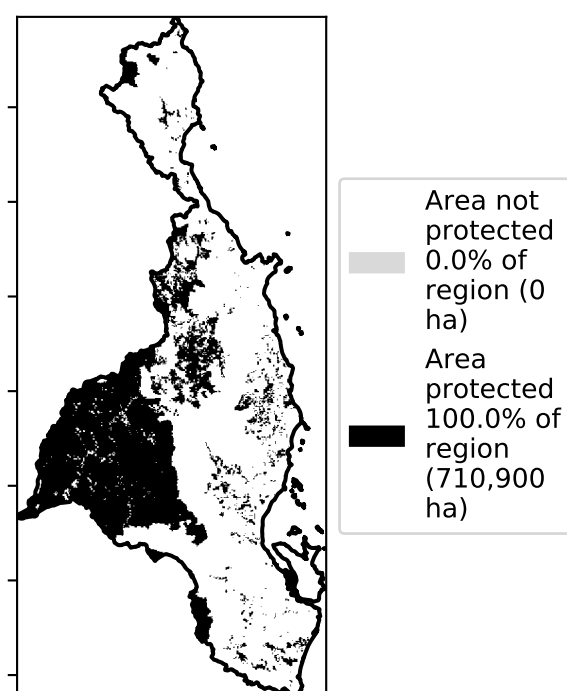 Area not
protected
0.0% of
region (0
ha)
Area
protected
100.0% of
region
(710,900
ha)